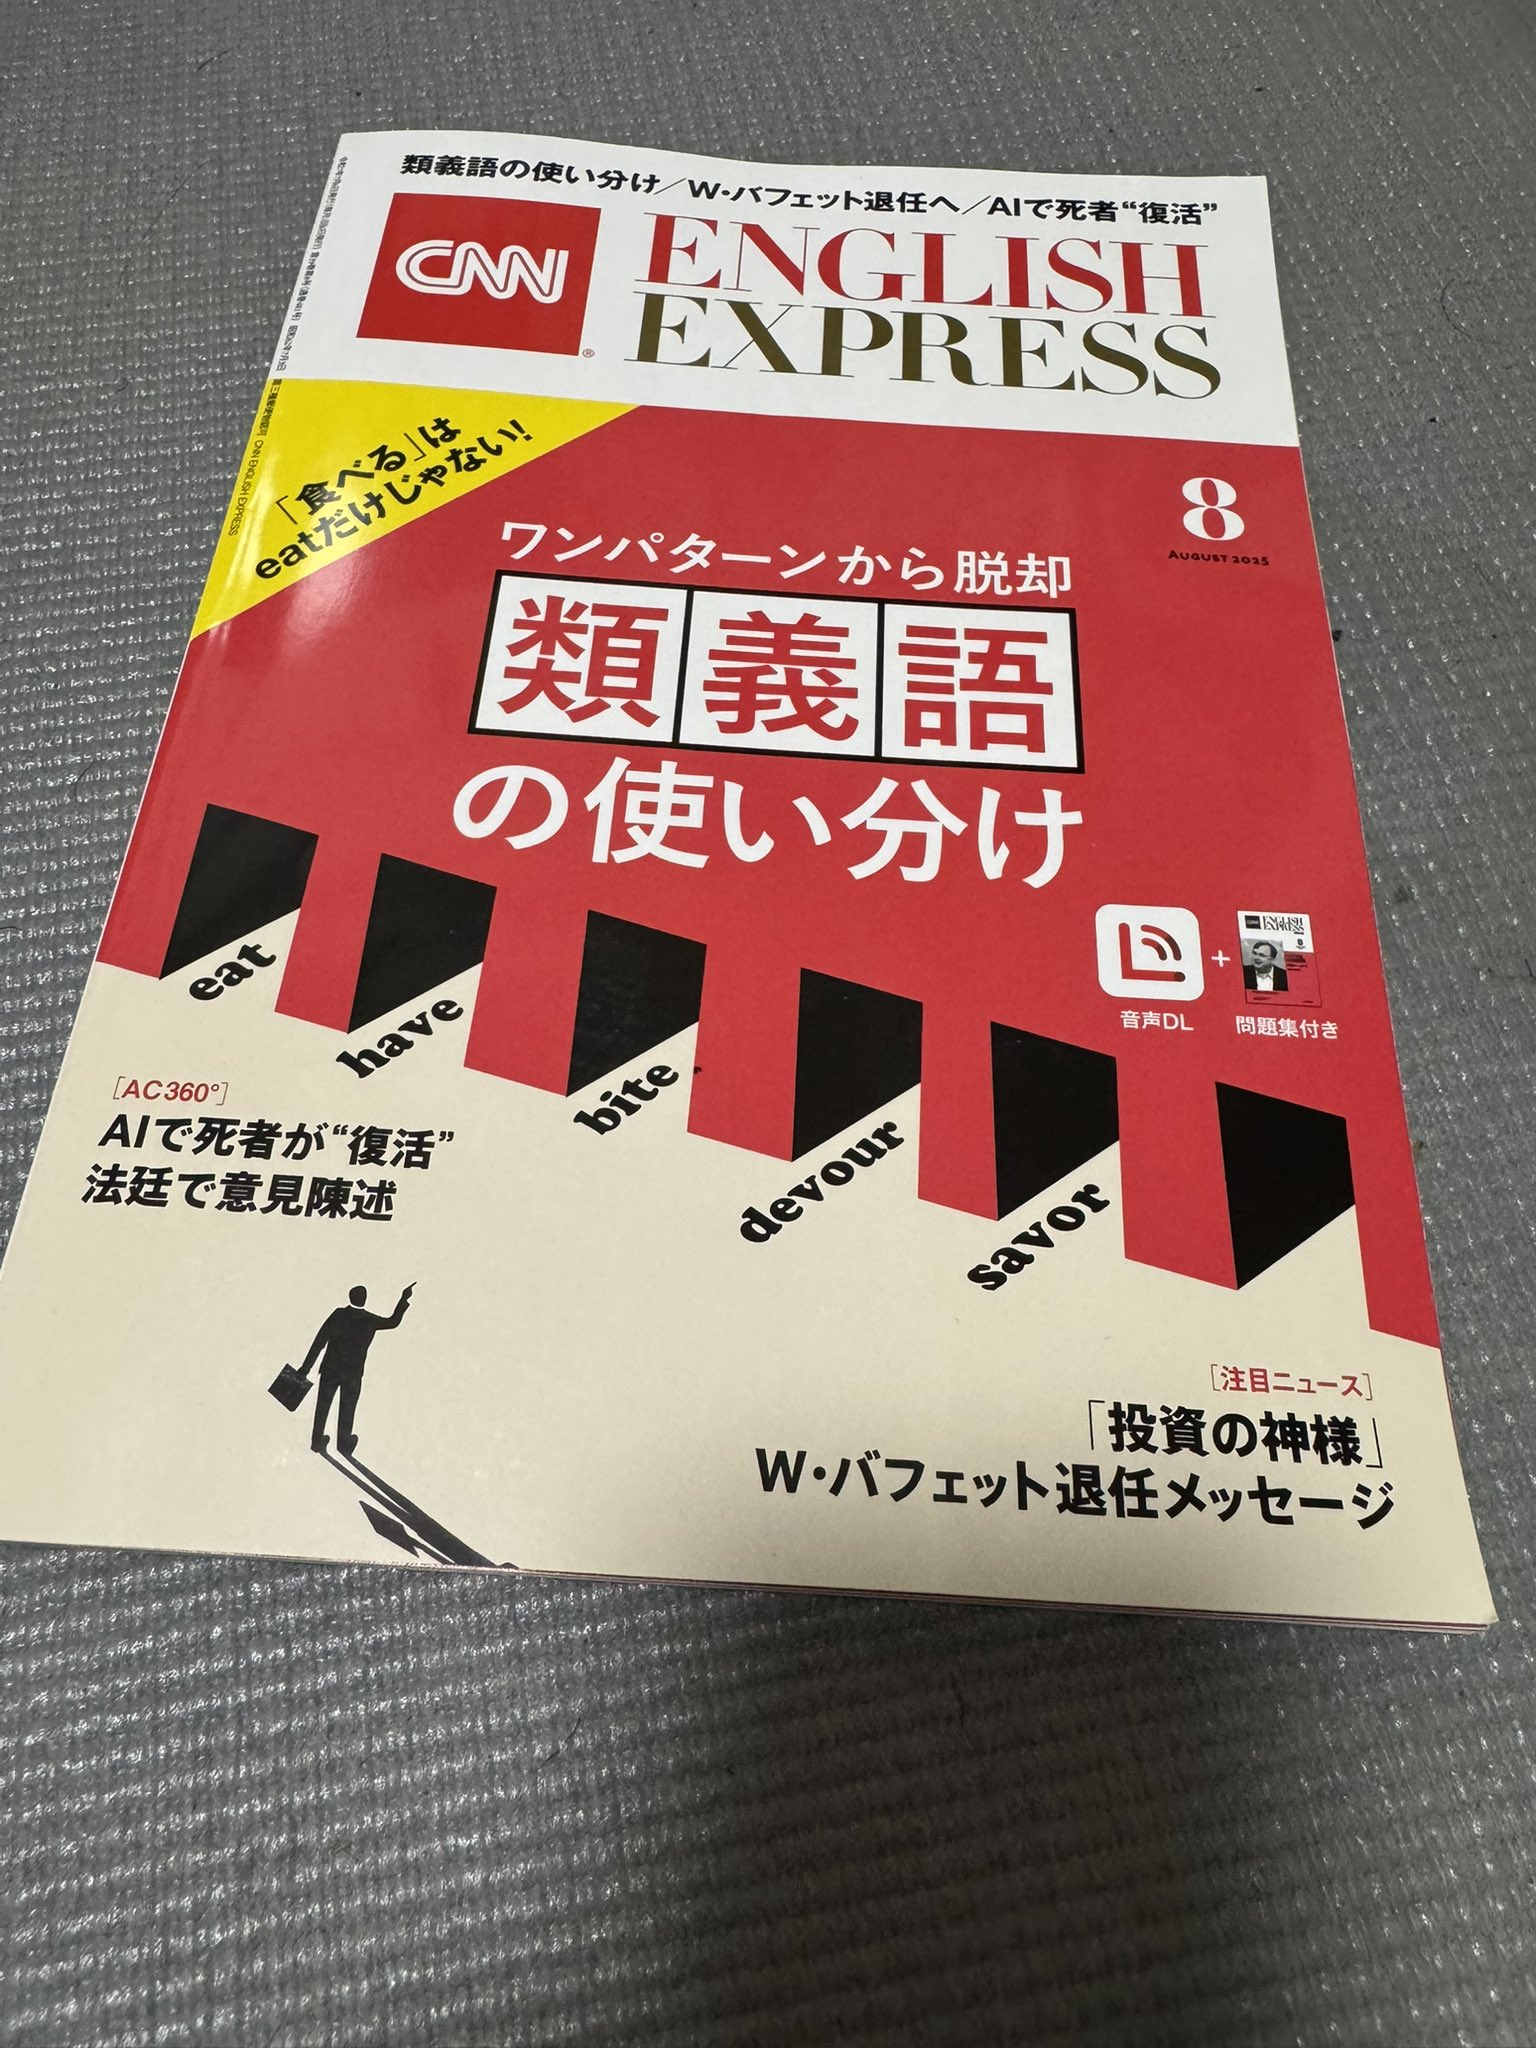 類義語の使い分け／W・バフェット退任へ／AIで死者“復活”
CNN®
ENGLISH
EXPRESS
「食べる」は
eatだけじゃない！
8
AUGUST 2025
ワンパターンから脱却
類義語
の使い分け
eat
have
bite
devour
savor
音声DL
+
ENGLISH
EXPRESS
問題集付き
[AC360°]
AIで死者が“復活”
法廷で意見陳述
[注目ニュース]
「投資の神様」
W・バフェット退任メッセージ
CNN ENGLISH EXPRESS